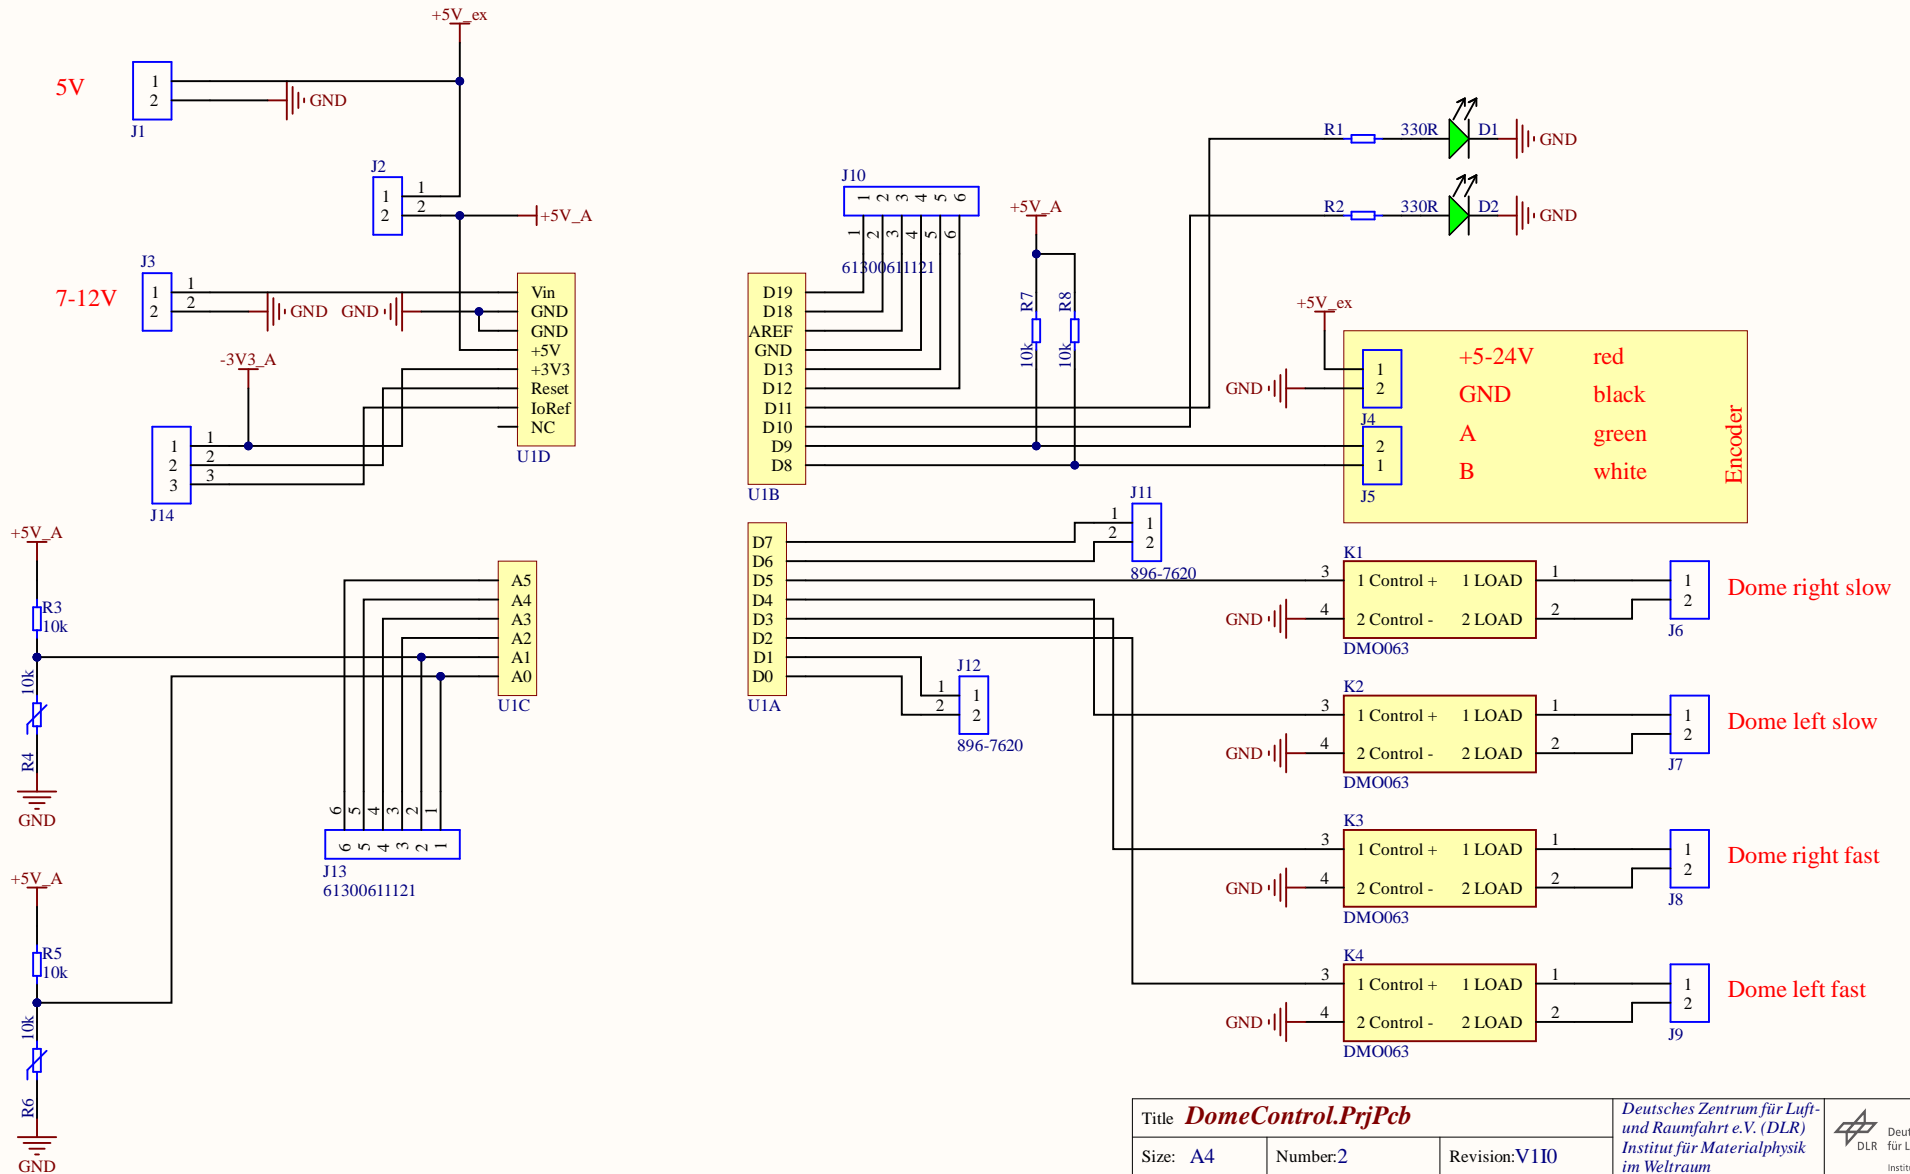 +5V_ex
5V
1
2
GND
J1
J2
1
2
1
2
+5V_A
J3
7-12V
1
2
1
2
GND
GND
Vin
GND
GND
+5V
+3V3
Reset
IoRef
NC
U1D
-3V3_A
1
2
3
1
2
3
J14
+5V_A
R3
10k
10k
R4
GND
+5V_A
R5
10k
10k
R6
GND
A5
A4
A3
A2
A1
A0
U1C
6 5 4 3 2 1
6 5 4 3 2 1
J13
61300611121
J10
1 2 3 4 5 6
1 2 3 4 5 6
61300611121
D19
D18
AREF
GND
D13
D12
D11
D10
D9
D8
U1B
+5V_A
R7
10k
R8
10k
R1 330R D1 GND
R2 330R D2 GND
+5V_ex
GND
1
2
J4
2
1
J5
+5-24V red
GND black
A green
B white
Encoder
D7
D6
D5
D4
D3
D2
D1
D0
U1A
J11
1
2
1
2
896-7620
J12
1
2
1
2
896-7620
K1
3 1 Control + 1 LOAD 1
GND 4 2 Control - 2 LOAD 2
DMO063
1
2
J6
Dome right slow
K2
3 1 Control + 1 LOAD 1
GND 4 2 Control - 2 LOAD 2
DMO063
1
2
J7
Dome left slow
K3
3 1 Control + 1 LOAD 1
GND 4 2 Control - 2 LOAD 2
DMO063
1
2
J8
Dome right fast
K4
3 1 Control + 1 LOAD 1
GND 4 2 Control - 2 LOAD 2
DMO063
1
2
J9
Dome left fast
Title DomeControl.PrjPcb
Size: A4 Number:2 Revision:V1I0
Deutsches Zentrum für Luft-
und Raumfahrt e.V. (DLR)
Institut für Materialphysik
im Weltraum
DLR
Deut
für L
Institu